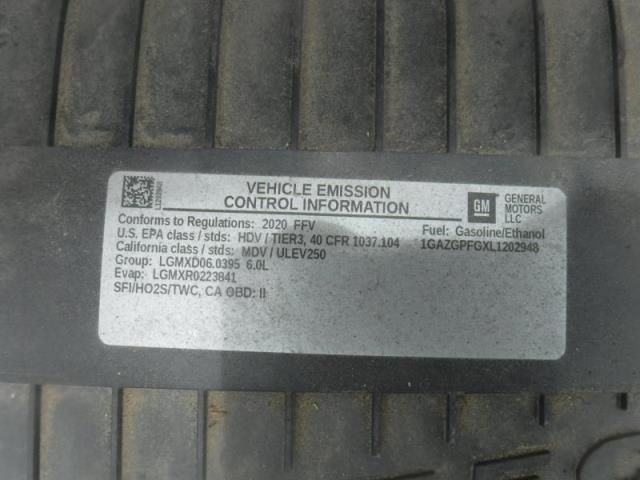 VEHICLE EMISSION
CONTROL INFORMATION
GM
GENERAL
MOTORS
LLC
Conforms to Regulations: 2020 FFV
Fuel: Gasoline/Ethanol
U.S. EPA class / stds: HDV / TIER3, 40 CFR 1037.104
1GAZGPFGXL1202948
California class / stds: MDV / ULEV250
Group: LGMXD06.0395 6.0L
Evap: LGMXR0223841
SFI/HO2S/TWC, CA OBD: II